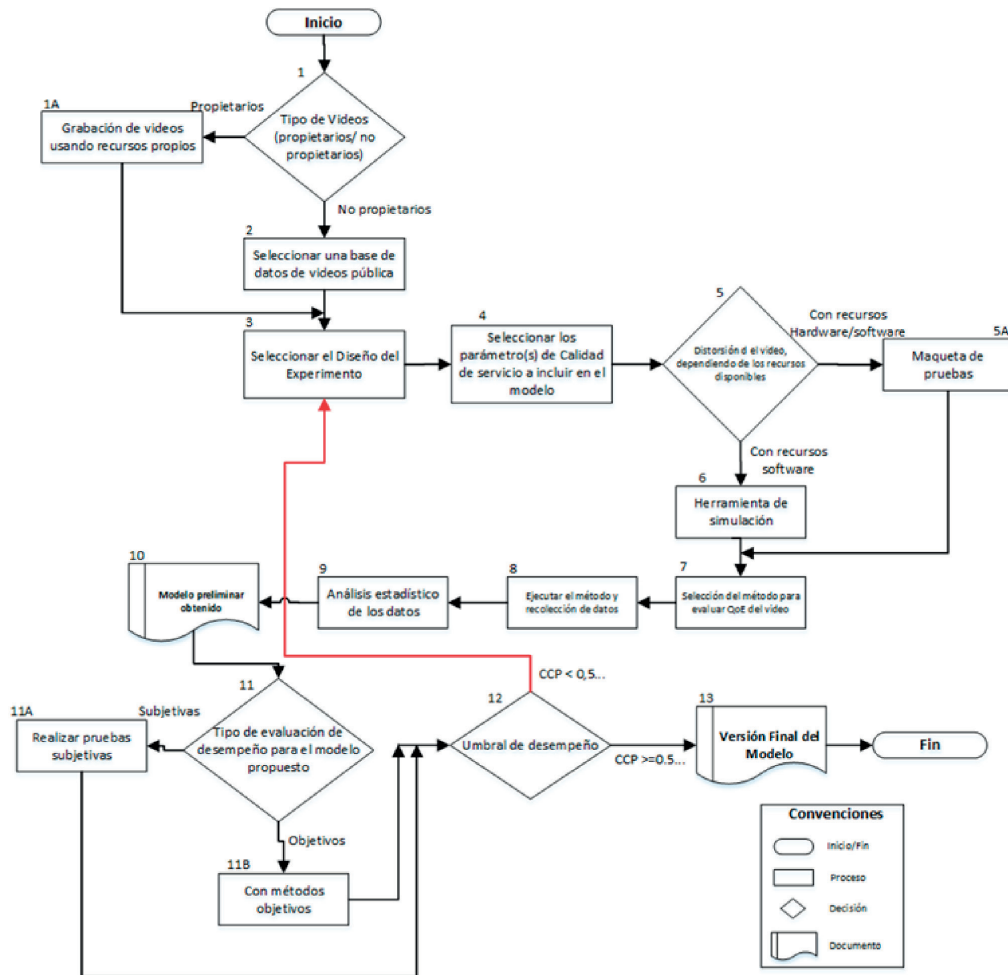 Inicio
1
Tipo de Videos
(propietarios/ no
propietarios)
Propietarios
1A
Grabación de videos
usando recursos propios
No propietarios
2
Seleccionar una base de
datos de videos pública
3
Seleccionar el Diseño del
Experimento
4
Seleccionar los
parámetro(s) de Calidad
de servicio a incluir en el
modelo
5
Distorsión d el video,
dependiendo de los recursos
disponibles
Con recursos
Hardware/software
5A
Maqueta de
pruebas
Con recursos
software
6
Herramienta de
simulación
7
Selección del método para
evaluar QoE del video
8
Ejecutar el método y
recolección de datos
9
Análisis estadístico
de los datos
10
Modelo preliminar
obtenido
11
Tipo de evaluación de
desempeño para el modelo
propuesto
Subjetivas
11A
Realizar pruebas
subjetivas
Objetivos
11B
Con métodos
objetivos
12
Umbral de desempeño
CCP < 0,5...
CCP >=0.5...
13
Versión Final del
Modelo
Fin
Convenciones
Inicio/Fin
Proceso
Decisión
Documento